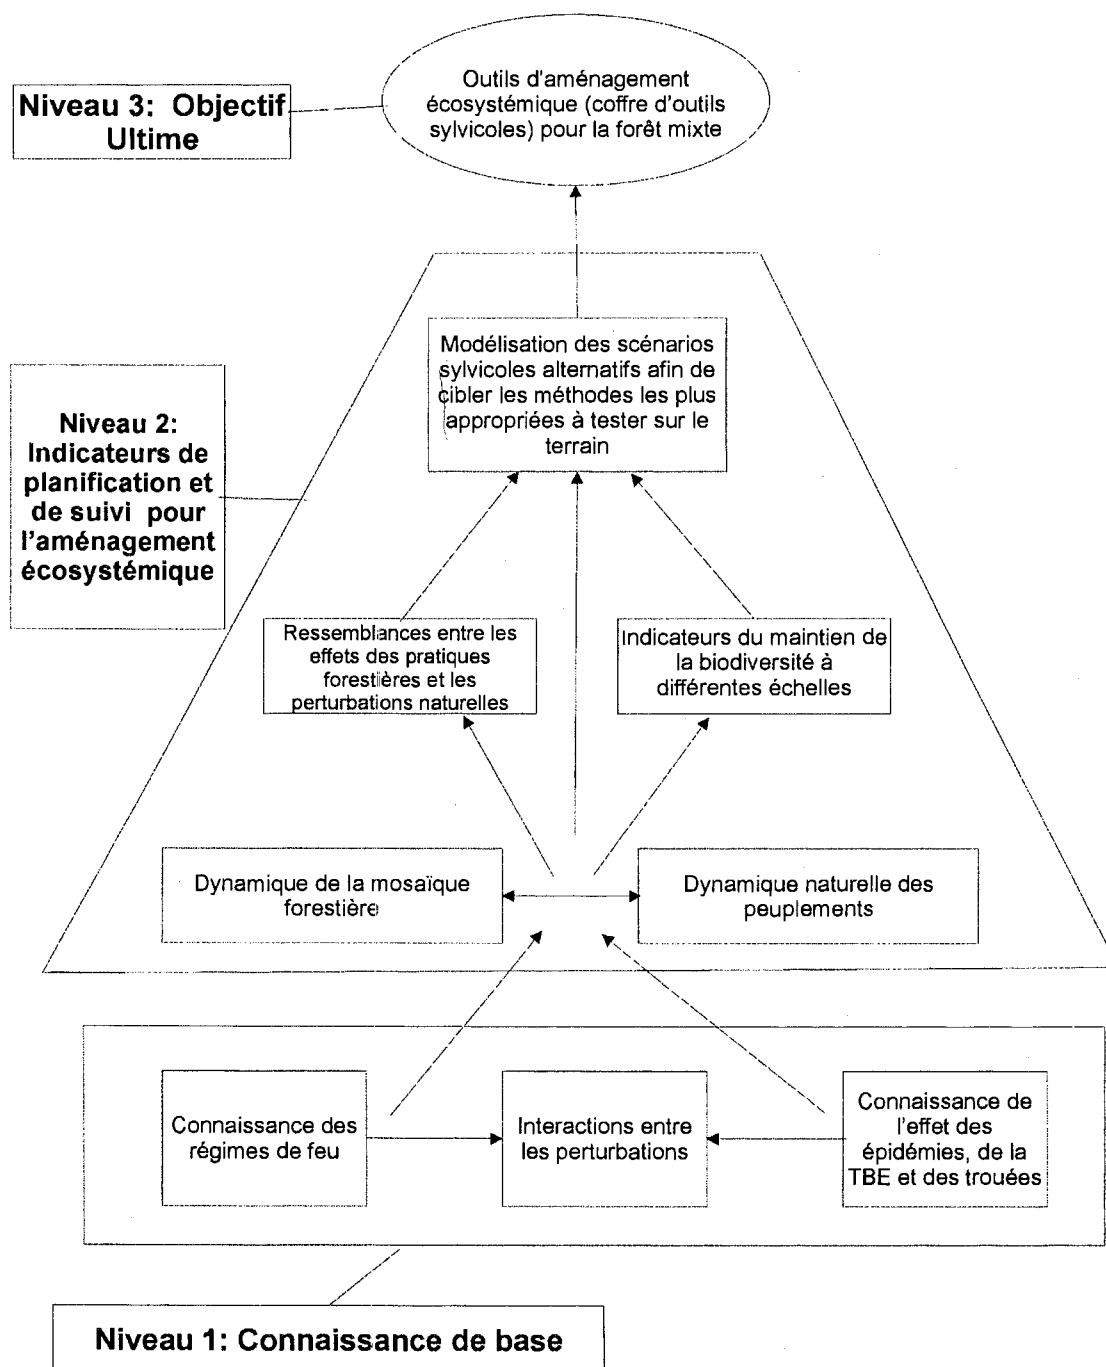 Outils d'aménagement
écosystémique (coffre d'outils
sylvicoles) pour la forêt mixte
Niveau 3: Objectif
Ultime
Modélisation des scénarios
sylvicoles alternatifs afin de
cibler les méthodes les plus
appropriées à tester sur le
terrain
Niveau 2:
Indicateurs de
planification et
de suivi pour
l'aménagement
écosystémique
Ressemblances entre les
effets des pratiques
forestières et les
perturbations naturelles
Indicateurs du maintien de
la biodiversité à
différentes échelles
Dynamique de la mosaïque
forestière
Dynamique naturelle des
peuplements
Connaissance des
régimes de feu
Interactions entre
les perturbations
Connaissance de
l'effet des
épidémies, de la
TBE et des trouées
Niveau 1: Connaissance de base